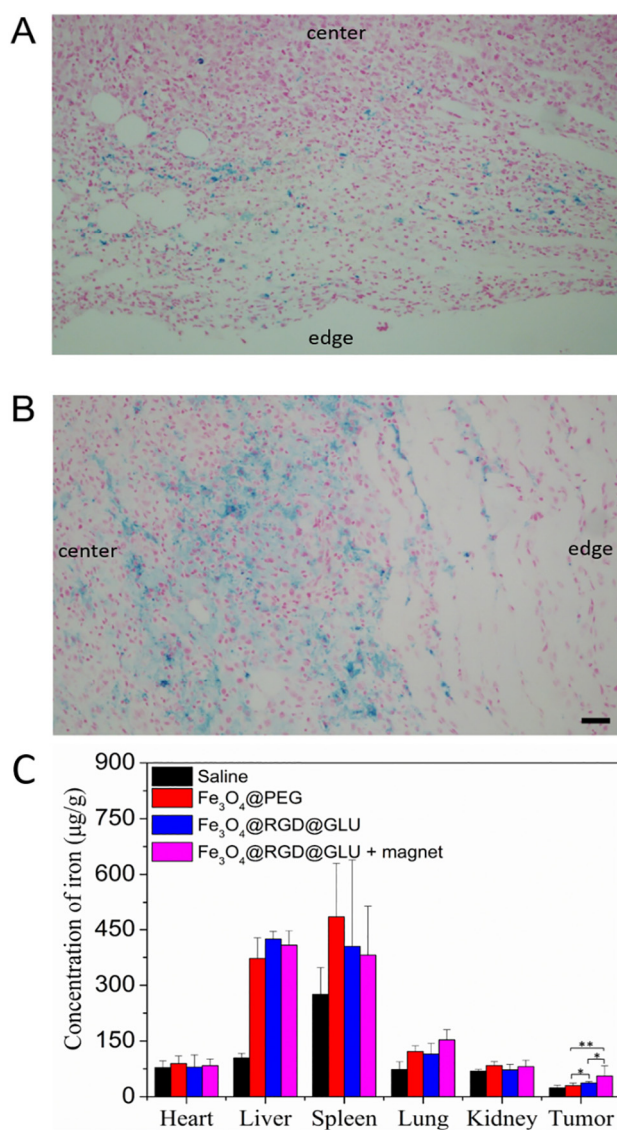 A
center
edge
B
center
edge
C
900
750
600
450
300
150
0
Concentration of iron (μg/g)
Saline
Fe₃O₄@PEG
Fe₃O₄@RGD@GLU
Fe₃O₄@RGD@GLU + magnet
**
*
*
Heart Liver Spleen Lung Kidney Tumor